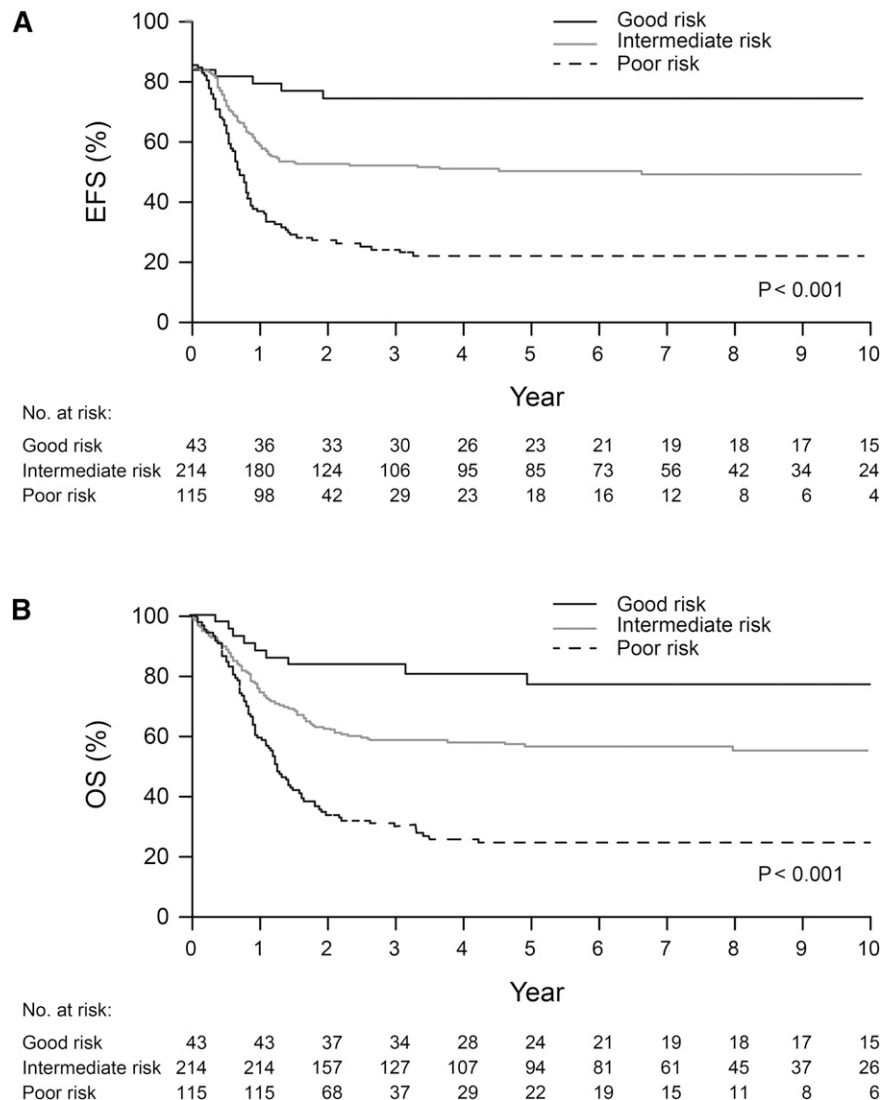 A
Good risk
Intermediate risk
Poor risk
EFS (%)
100
80
60
40
20
0
P < 0.001
0 1 2 3 4 5 6 7 8 9 10
Year
No. at risk:
Good risk 43 36 33 30 26 23 21 19 18 17 15
Intermediate risk 214 180 124 106 95 85 73 56 42 34 24
Poor risk 115 98 42 29 23 18 16 12 8 6 4
B
Good risk
Intermediate risk
Poor risk
OS (%)
100
80
60
40
20
0
P < 0.001
0 1 2 3 4 5 6 7 8 9 10
Year
No. at risk:
Good risk 43 43 37 34 28 24 21 19 18 17 15
Intermediate risk 214 214 157 127 107 94 81 61 45 37 26
Poor risk 115 115 68 37 29 22 19 15 11 8 6